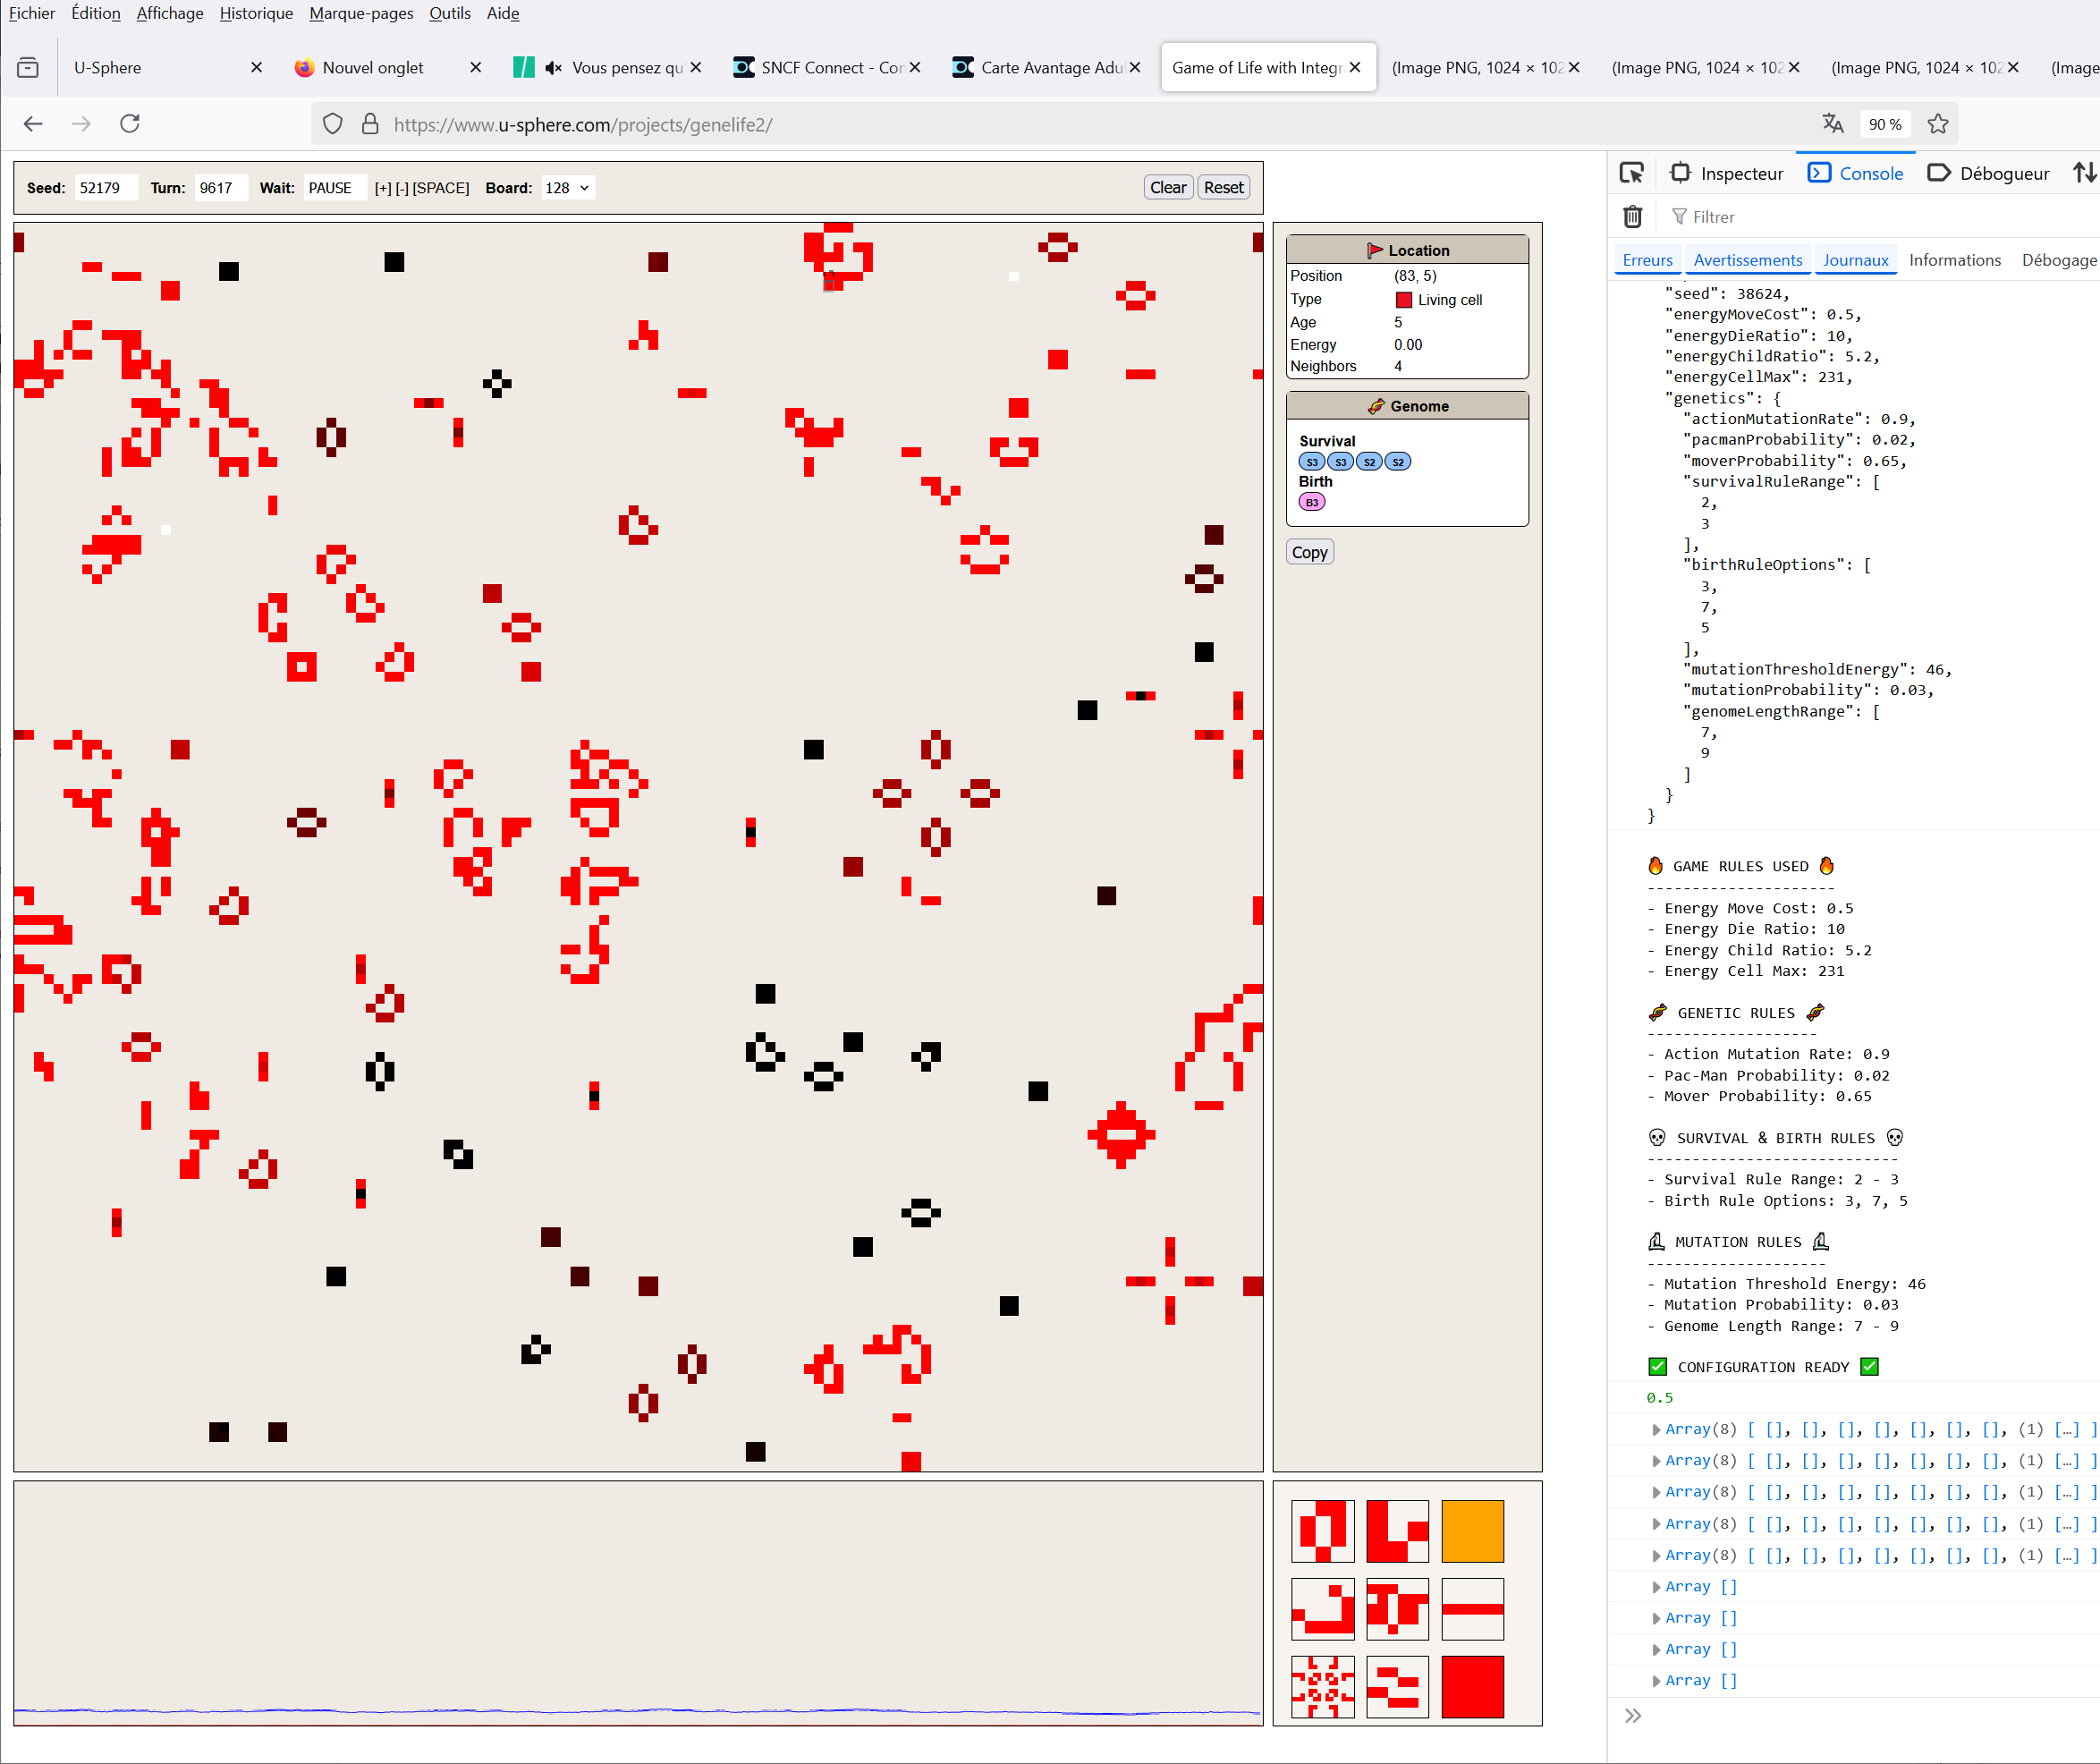 Fichier Édition Affichage Historique Marque-pages Outils Aide
U-Sphere Nouvel onglet Vous pensez qu SNCF Connect - Con Carte Avantage Adul Game of Life with Integr (Image PNG, 1024 × 102 (Image PNG, 1024 × 102 (Image PNG, 1024 × 102 (Image
https://www.u-sphere.com/projects/genelife2/ 90 %
Seed: 52179 Turn: 9617 Wait: PAUSE [+] [-] [SPACE] Board: 128 Clear Reset
Location
Position (83, 5)
Type Living cell
Age 5
Energy 0.00
Neighbors 4
Genome
Survival
S3 S3 S2 S2
Birth
B3
Copy
Inspecteur Console Débogueur
Filtrer
Erreurs Avertissements Journaux Informations Débogage
"seed": 38624,
"energyMoveCost": 0.5,
"energyDieRatio": 10,
"energyChildRatio": 5.2,
"energyCellMax": 231,
"genetics": {
"actionMutationRate": 0.9,
"pacmanProbability": 0.02,
"moverProbability": 0.65,
"survivalRuleRange": [
2,
3
],
"birthRuleOptions": [
3,
7,
5
],
"mutationThresholdEnergy": 46,
"mutationProbability": 0.03,
"genomeLengthRange": [
7,
9
]
}
}
🔥 GAME RULES USED 🔥
---------------------
- Energy Move Cost: 0.5
- Energy Die Ratio: 10
- Energy Child Ratio: 5.2
- Energy Cell Max: 231
🧬 GENETIC RULES 🧬
-------------------
- Action Mutation Rate: 0.9
- Pac-Man Probability: 0.02
- Mover Probability: 0.65
💀 SURVIVAL & BIRTH RULES 💀
----------------------------
- Survival Rule Range: 2 - 3
- Birth Rule Options: 3, 7, 5
🔬 MUTATION RULES 🔬
--------------------
- Mutation Threshold Energy: 46
- Mutation Probability: 0.03
- Genome Length Range: 7 - 9
✅ CONFIGURATION READY ✅
0.5
Array(8) [ [], [], [], [], [], [], [], (1) […] ]
Array(8) [ [], [], [], [], [], [], [], (1) […] ]
Array(8) [ [], [], [], [], [], [], [], (1) […] ]
Array(8) [ [], [], [], [], [], [], [], (1) […] ]
Array(8) [ [], [], [], [], [], [], [], (1) […] ]
Array []
Array []
Array []
Array []